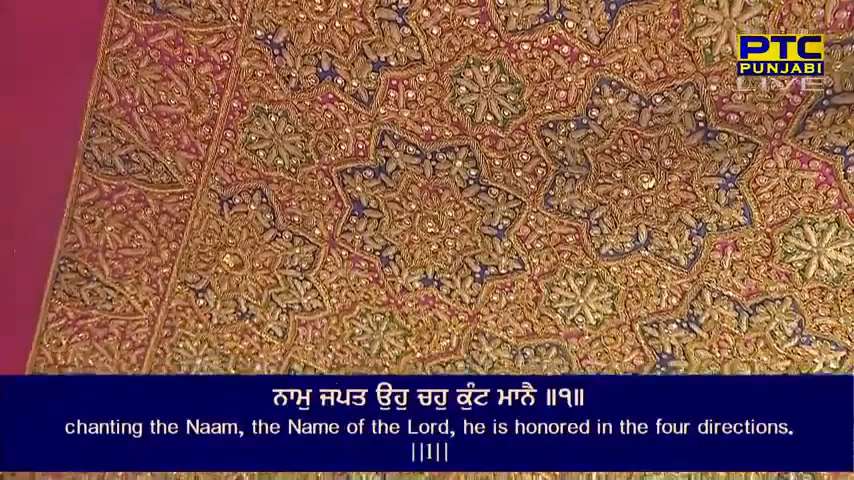 PTC
PUNJABI
LIVE
ਨਾਮੁ ਜਪਤ ਉਹੁ ਚਹੁ ਕੁੰਟ ਮਾਨੈ ॥੧॥
chanting the Naam, the Name of the Lord, he is honored in the four directions.
||1||